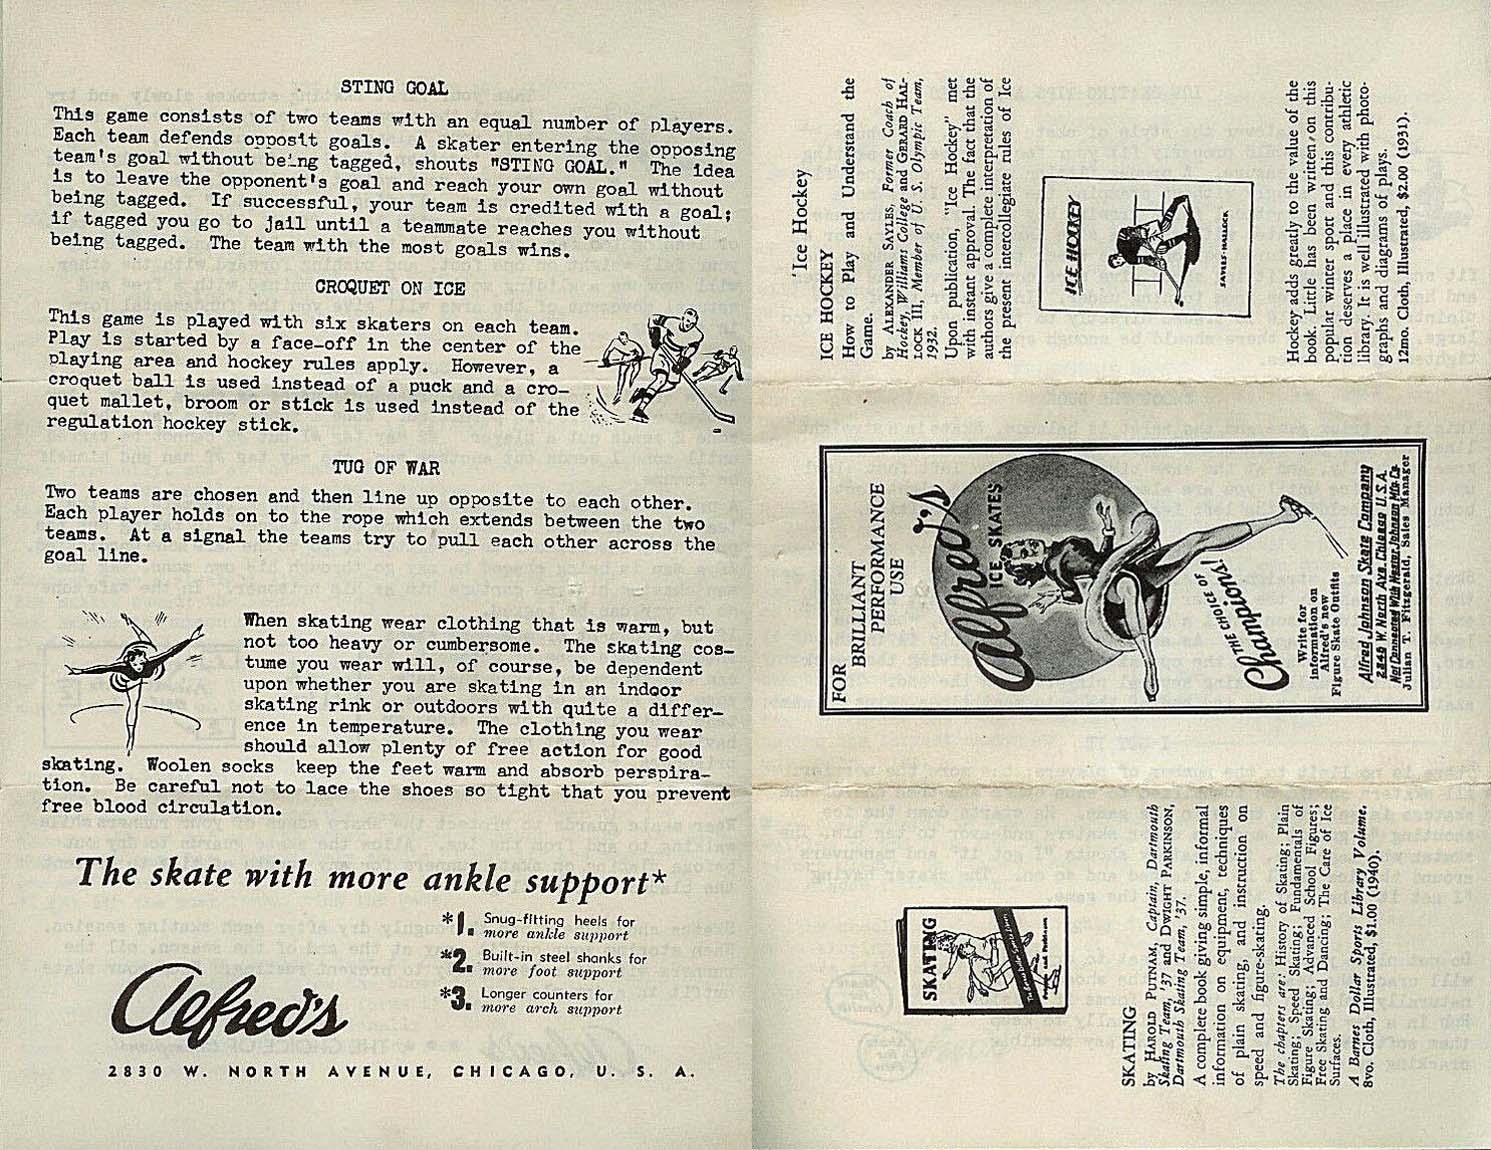 STING GOAL
This game consists of two teams with an equal number of players.
Each team defends opposit goals. A skater entering the opposing
team's goal without being tagged, shouts "STING GOAL." The idea
is to leave the opponent's goal and reach your own goal without
being tagged. If successful, your team is credited with a goal;
if tagged you go to jail until a teammate reaches you without
being tagged. The team with the most goals wins.
CROQUET ON ICE
This game is played with six skaters on each team.
Play is started by a face-off in the center of the
playing area and hockey rules apply. However, a
croquet ball is used instead of a puck and a cro-
quet mallet, broom or stick is used instead of the
regulation hockey stick.
TUG OF WAR
Two teams are chosen and then line up opposite to each other.
Each player holds on to the rope which extends between the two
teams. At a signal the teams try to pull each other across the
goal line.
When skating wear clothing that is warm, but
not too heavy or cumbersome. The skating cos-
tume you wear will, of course, be dependent
upon whether you are skating in an indoor
skating rink or outdoors with quite a differ-
ence in temperature. The clothing you wear
should allow plenty of free action for good
skating. Woolen socks keep the feet warm and absorb perspira-
tion. Be careful not to lace the shoes so tight that you prevent
free blood circulation.
The skate with more ankle support*
*1. Snug-fitting heels for
more ankle support
*2. Built-in steel shanks for
more foot support
*3. Longer counters for
more arch support
Alfred's
2830 W. NORTH AVENUE, CHICAGO, U. S. A.
'Ice Hockey
ICE HOCKEY
How to Play and Understand the
Game.
by ALEXANDER SAYLES, Former Coach of
Hockey, Williams College and GERARD HAL-
LOCK III, Member of U. S. Olympic Team,
1932.
Upon publication, "Ice Hockey" met
with instant approval. The fact that the
authors give a complete interpretation of
the present intercollegiate rules of Ice
ICE HOCKEY
SAYLES-HALLOCK
Hockey adds greatly to the value of the
book. Little has been written on this
popular winter sport and this contribu-
tion deserves a place in every athletic
library. It is well illustrated with photo-
graphs and diagrams of plays.
12mo. Cloth, Illustrated, $2.00 (1931).
FOR
BRILLIANT
PERFORMANCE
USE
Alfred J's
ICE SKATES
THE CHOICE OF
Champions!
Write for
information on
Alfred's new
Figure Skate Outfits
Alfred Johnson Skate Company
2848 W. North Ave. Chicago U.S.A.
Not Connected With Nestor Johnson Mfg. Co.
Julian T. Fitzgerald, Sales Manager
SKATING
SKATING
by HAROLD PUTNAM, Captain, Dartmouth
Skating Team, '37 and DWIGHT PARKINSON,
Dartmouth Skating Team, '37.
A complete book giving simple, informal
information on equipment, techniques
of plain skating, and instruction on
speed and figure-skating.
The chapters are: History of Skating; Plain
Skating; Speed Skating; Fundamentals of
Figure Skating; Advanced School Figures;
Free Skating and Dancing; The Care of Ice
Surfaces.
A Barnes Dollar Sports Library Volume.
8vo. Cloth, Illustrated, $1.00 (1940).